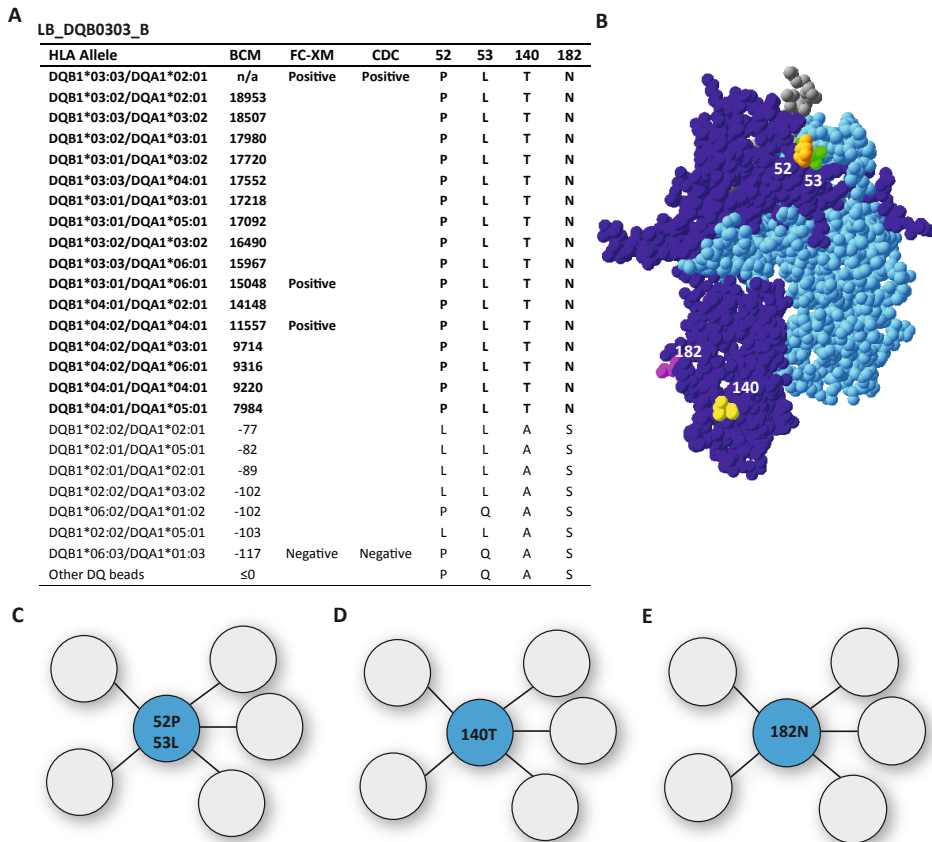 A
LB_DQB0303_B
HLA Allele BCM FC-XM CDC 52 53 140 182
DQB1*03:03/DQA1*02:01 n/a Positive Positive P L T N
DQB1*03:02/DQA1*02:01 18953 P L T N
DQB1*03:03/DQA1*03:02 18507 P L T N
DQB1*03:02/DQA1*03:01 17980 P L T N
DQB1*03:01/DQA1*03:02 17720 P L T N
DQB1*03:03/DQA1*04:01 17552 P L T N
DQB1*03:01/DQA1*03:01 17218 P L T N
DQB1*03:01/DQA1*05:01 17092 P L T N
DQB1*03:02/DQA1*03:02 16490 P L T N
DQB1*03:03/DQA1*06:01 15967 P L T N
DQB1*03:01/DQA1*06:01 15048 Positive P L T N
DQB1*04:01/DQA1*02:01 14148 P L T N
DQB1*04:02/DQA1*04:01 11557 Positive P L T N
DQB1*04:02/DQA1*03:01 9714 P L T N
DQB1*04:02/DQA1*06:01 9316 P L T N
DQB1*04:01/DQA1*04:01 9220 P L T N
DQB1*04:01/DQA1*05:01 7984 P L T N
DQB1*02:02/DQA1*02:01 -77 L L A S
DQB1*02:01/DQA1*05:01 -82 L L A S
DQB1*02:01/DQA1*02:01 -89 L L A S
DQB1*02:02/DQA1*03:02 -102 L L A S
DQB1*06:02/DQA1*01:02 -102 P Q A S
DQB1*02:02/DQA1*05:01 -103 L L A S
DQB1*06:03/DQA1*01:03 -117 Negative Negative P Q A S
Other DQ beads ≤0 P Q A S
B
52
53
182
140
C
52P
53L
D
140T
E
182N